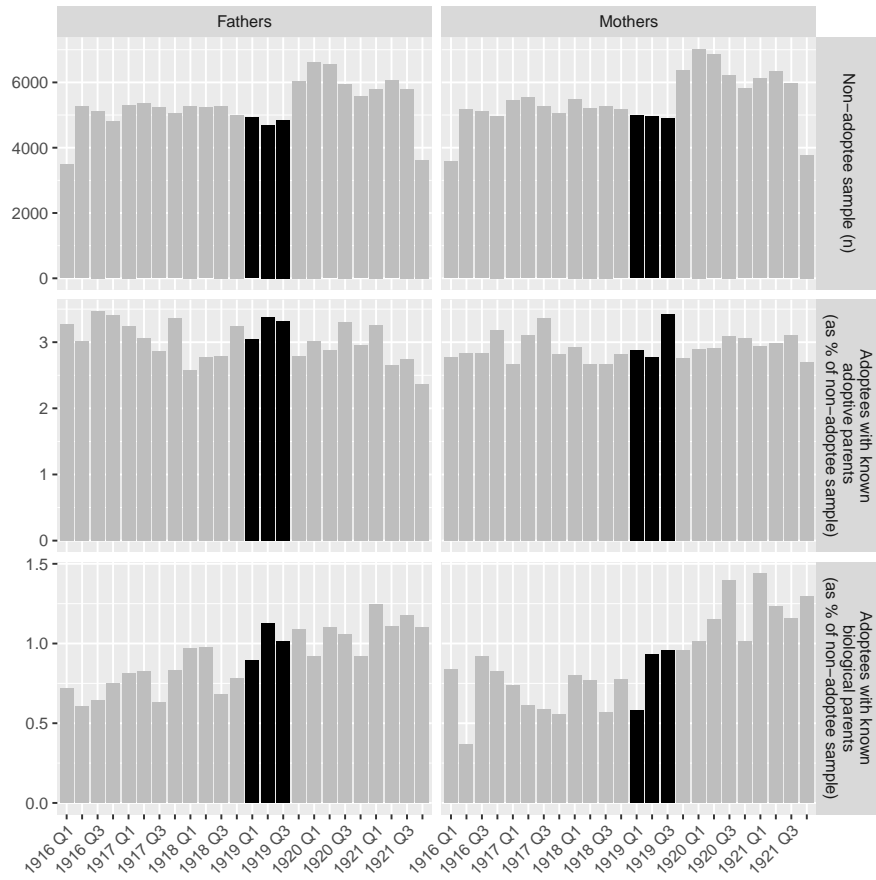 Fathers
Mothers
6000
4000
2000
0
Non−adoptee sample (n)
3
2
1
0
Adoptees with known
adoptive parents
(as % of non−adoptee sample)
1.5
1.0
0.5
0.0
Adoptees with known
biological parents
(as % of non−adoptee sample)
1916 Q1
1916 Q3
1917 Q1
1917 Q3
1918 Q1
1918 Q3
1919 Q1
1919 Q3
1920 Q1
1920 Q3
1921 Q1
1921 Q3
1916 Q1
1916 Q3
1917 Q1
1917 Q3
1918 Q1
1918 Q3
1919 Q1
1919 Q3
1920 Q1
1920 Q3
1921 Q1
1921 Q3